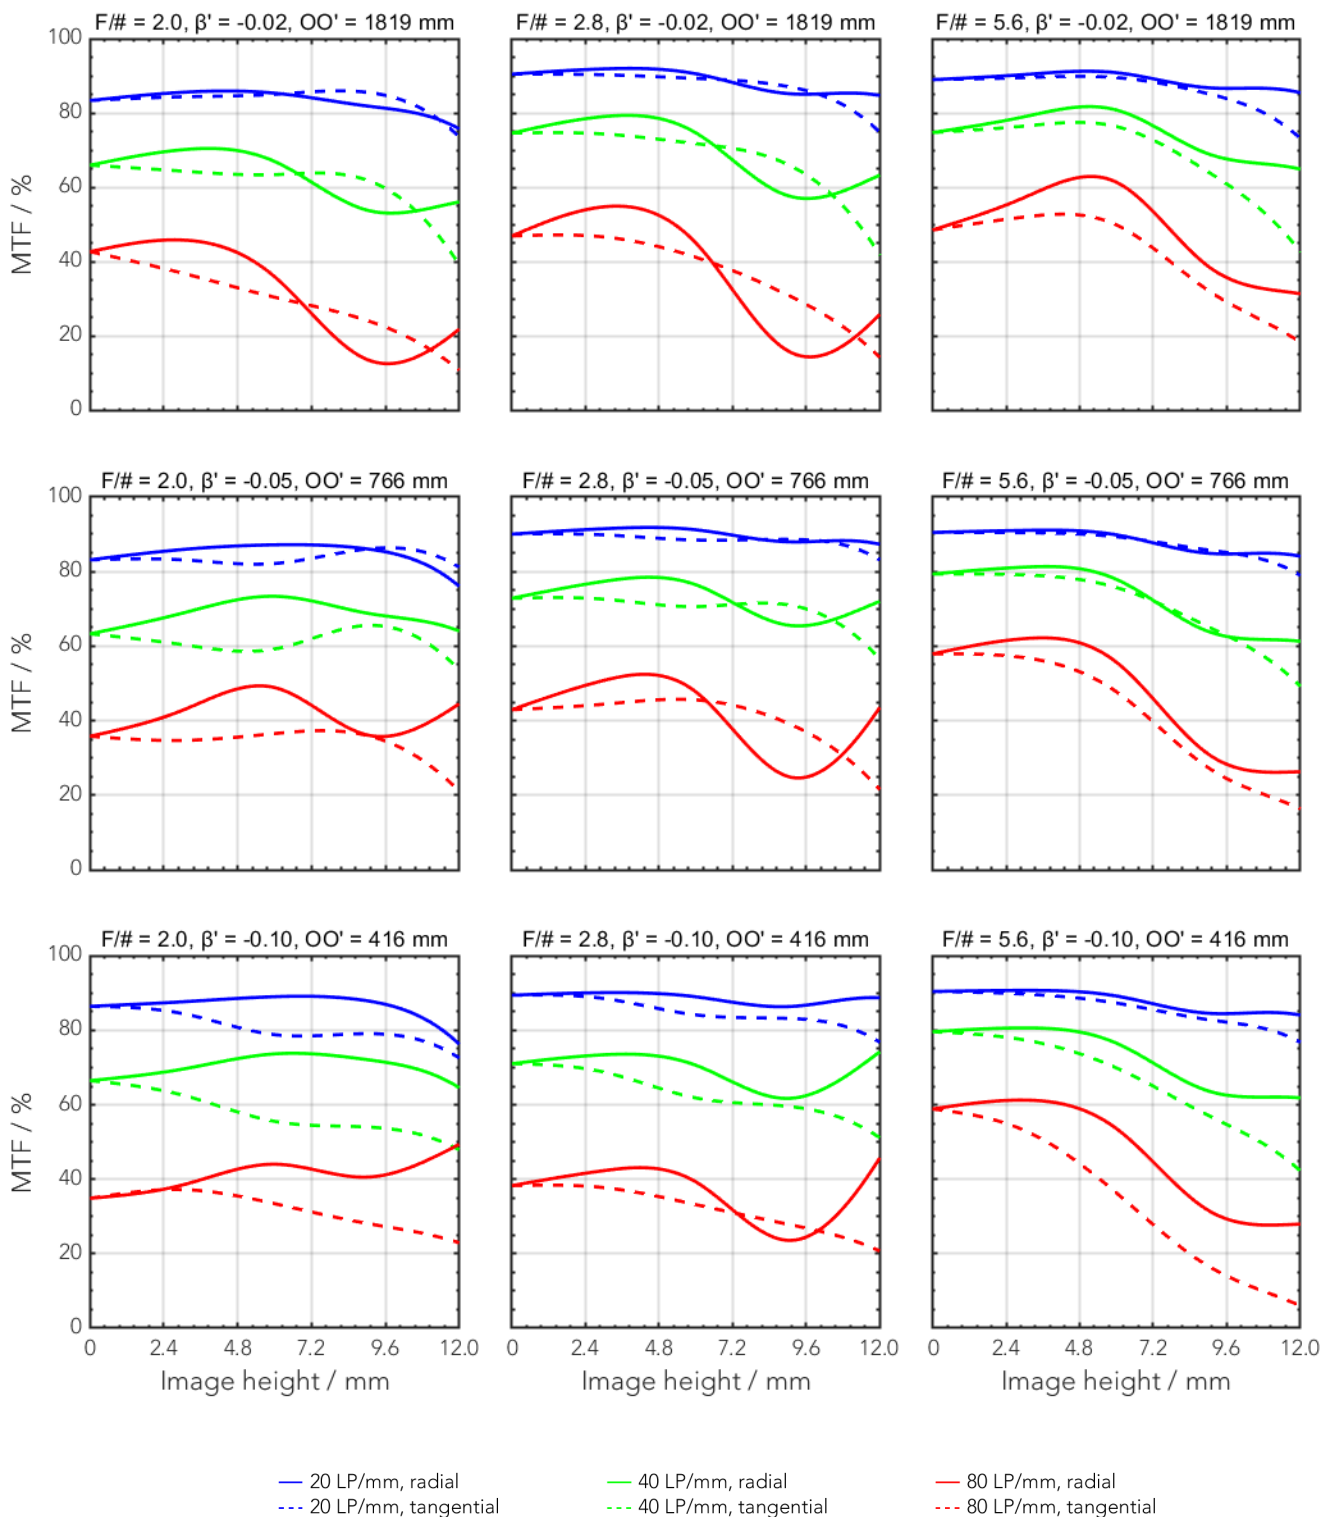 F/# = 2.0, β' = -0.02, OO' = 1819 mm
F/# = 2.8, β' = -0.02, OO' = 1819 mm
F/# = 5.6, β' = -0.02, OO' = 1819 mm
100
80
60
40
20
0
MTF / %
F/# = 2.0, β' = -0.05, OO' = 766 mm
F/# = 2.8, β' = -0.05, OO' = 766 mm
F/# = 5.6, β' = -0.05, OO' = 766 mm
100
80
60
40
20
0
MTF / %
F/# = 2.0, β' = -0.10, OO' = 416 mm
F/# = 2.8, β' = -0.10, OO' = 416 mm
F/# = 5.6, β' = -0.10, OO' = 416 mm
100
80
60
40
20
0
MTF / %
0 2.4 4.8 7.2 9.6 12.0
0 2.4 4.8 7.2 9.6 12.0
0 2.4 4.8 7.2 9.6 12.0
Image height / mm
Image height / mm
Image height / mm
20 LP/mm, radial
40 LP/mm, radial
80 LP/mm, radial
20 LP/mm, tangential
40 LP/mm, tangential
80 LP/mm, tangential